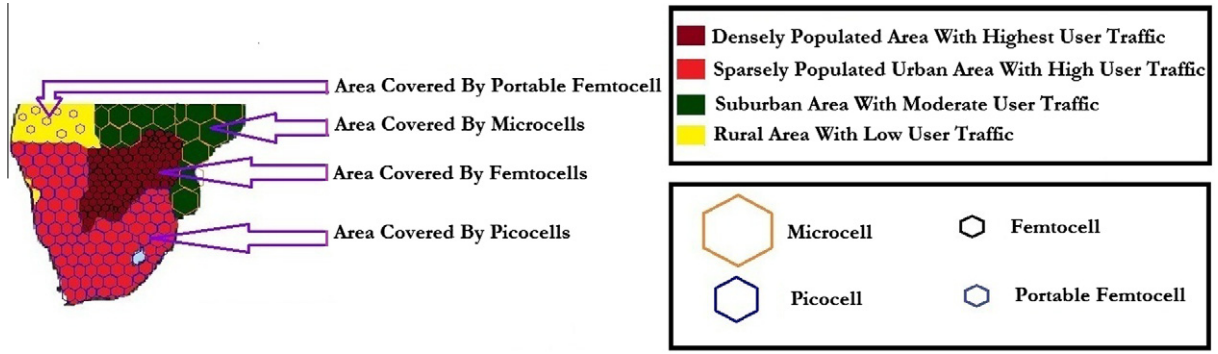 Area Covered By Portable Femtocell
Area Covered By Microcells
Area Covered By Femtocells
Area Covered By Picocells
Densely Populated Area With Highest User Traffic
Sparsely Populated Urban Area With High User Traffic
Suburban Area With Moderate User Traffic
Rural Area With Low User Traffic
Microcell
Femtocell
Picocell
Portable Femtocell